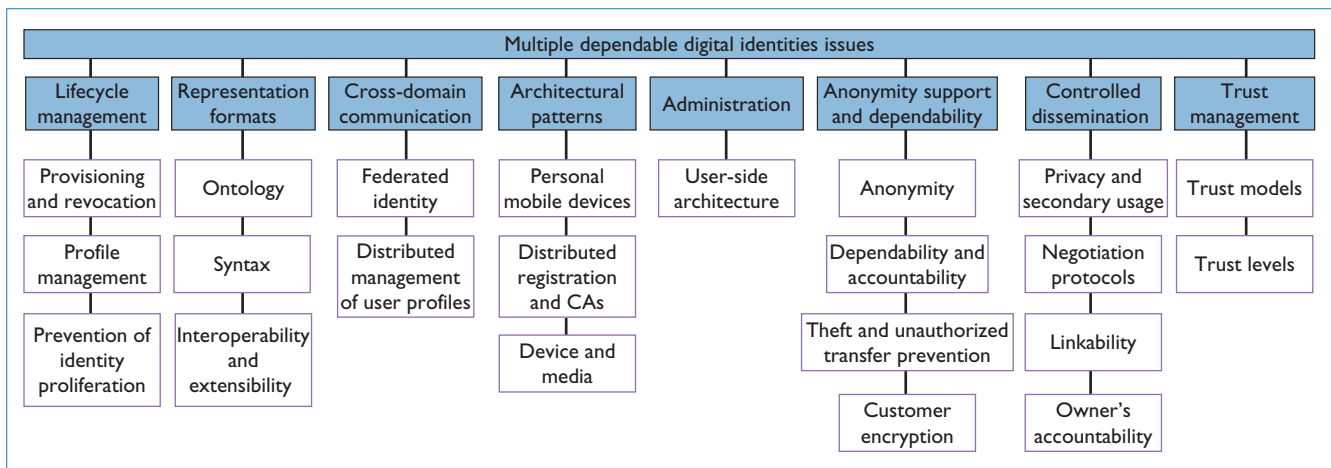 Multiple dependable digital identities issues
Lifecycle
management
Provisioning
and revocation
Profile
management
Prevention of
identity
proliferation
Representation
formats
Ontology
Syntax
Interoperability
and
extensibility
Cross-domain
communication
Federated
identity
Distributed
management
of user profiles
Architectural
patterns
Personal
mobile devices
Distributed
registration
and CAs
Device and
media
Administration
User-side
architecture
Anonymity support
and dependability
Anonymity
Dependability and
accountability
Theft and unauthorized
transfer prevention
Customer
encryption
Controlled
dissemination
Privacy and
secondary usage
Negotiation
protocols
Linkability
Owner's
accountability
Trust
management
Trust models
Trust levels